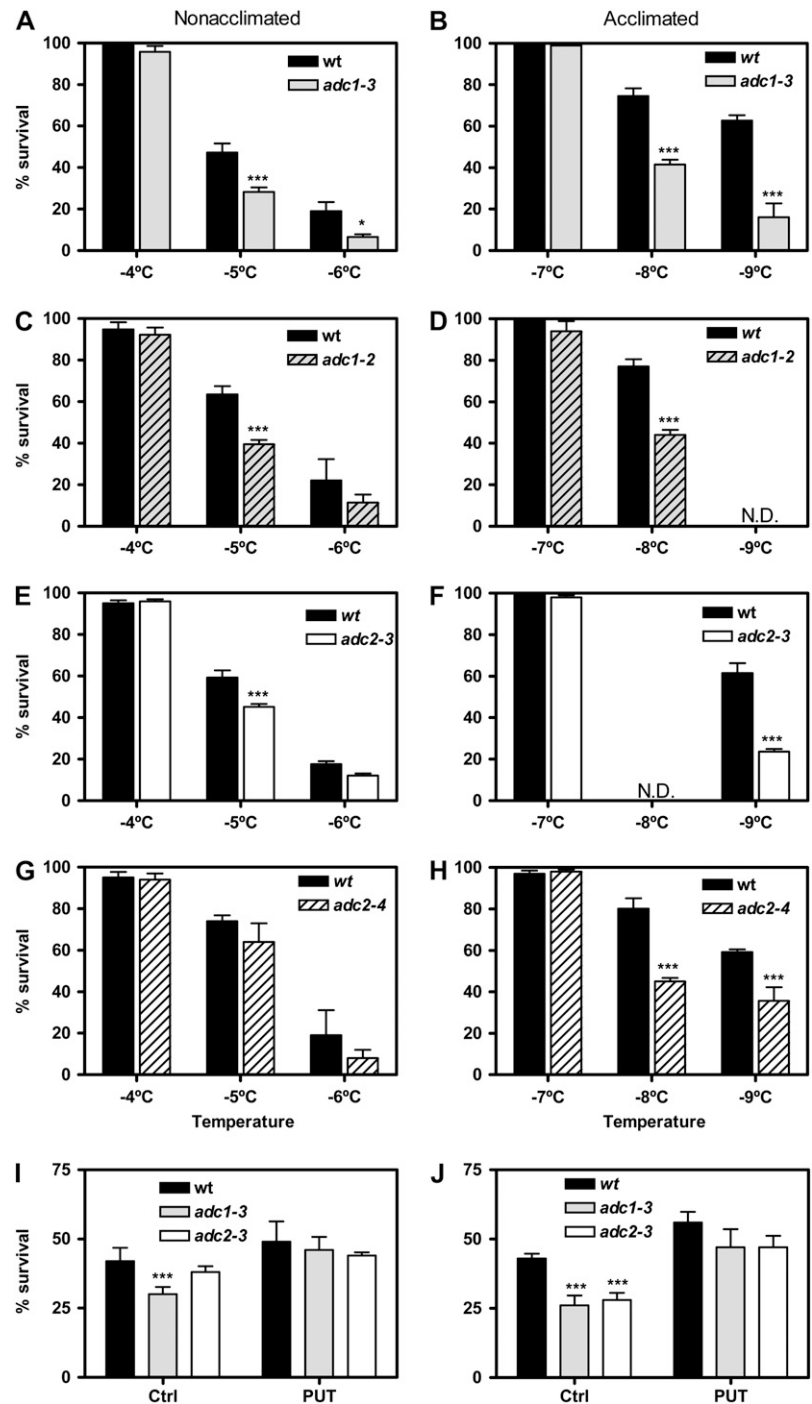 Nonacclimated
Acclimated
A
100
80
60
40
20
0
% survival
wt
adc1-3
***
*
-4ºC
-5ºC
-6ºC
B
100
80
60
40
20
0
wt
adc1-3
***
***
-7ºC
-8ºC
-9ºC
C
100
80
60
40
20
0
% survival
wt
adc1-2
***
-4ºC
-5ºC
-6ºC
D
100
80
60
40
20
0
wt
adc1-2
***
N.D.
-7ºC
-8ºC
-9ºC
E
100
80
60
40
20
0
% survival
wt
adc2-3
***
-4ºC
-5ºC
-6ºC
F
100
80
60
40
20
0
wt
adc2-3
N.D.
***
-7ºC
-8ºC
-9ºC
G
100
80
60
40
20
0
% survival
wt
adc2-4
-4ºC
-5ºC
-6ºC
Temperature
H
100
80
60
40
20
0
wt
adc2-4
***
***
-7ºC
-8ºC
-9ºC
Temperature
I
75
50
25
0
% survival
wt
adc1-3
adc2-3
***
Ctrl
PUT
J
75
50
25
0
wt
adc1-3
adc2-3
***
***
Ctrl
PUT